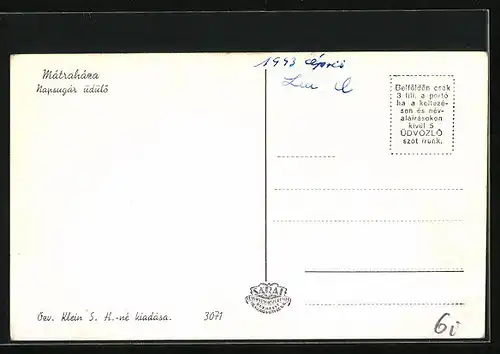 Mátraháza
Napsugár üdülő
1943
Belföldön csak
3 fill. a portó
ha a keltezé-
sen és név-
aláírásokon
kívül 5
ÜDVÖZLŐ
szót írunk.
Özv. Klein S. H.-né kiadása. 3071
6